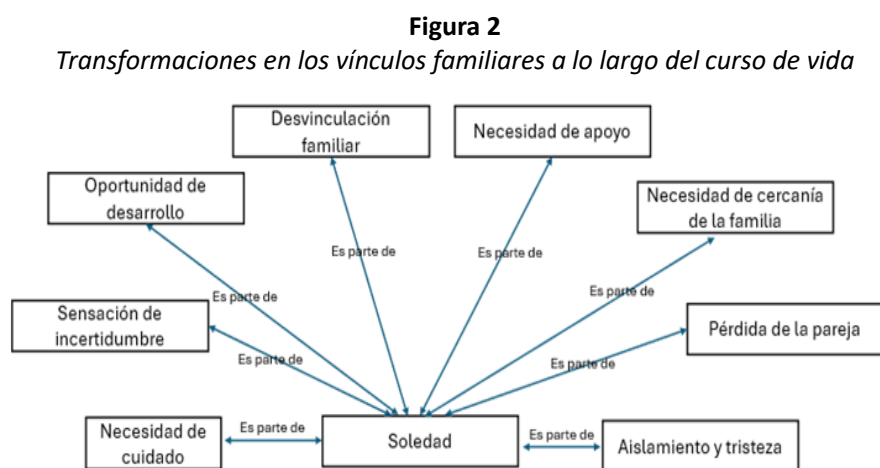 Figura 2
Transformaciones en los vínculos familiares a lo largo del curso de vida
Desvinculación
familiar
Necesidad de apoyo
Oportunidad de
desarrollo
Necesidad de cercanía
de la familia
Es parte de
Es parte de
Es parte de
Es parte de
Sensación de
incertidumbre
Pérdida de la pareja
Es parte de
Es parte de
Necesidad de
cuidado
Es parte de
Soledad
Es parte de
Aislamiento y tristeza